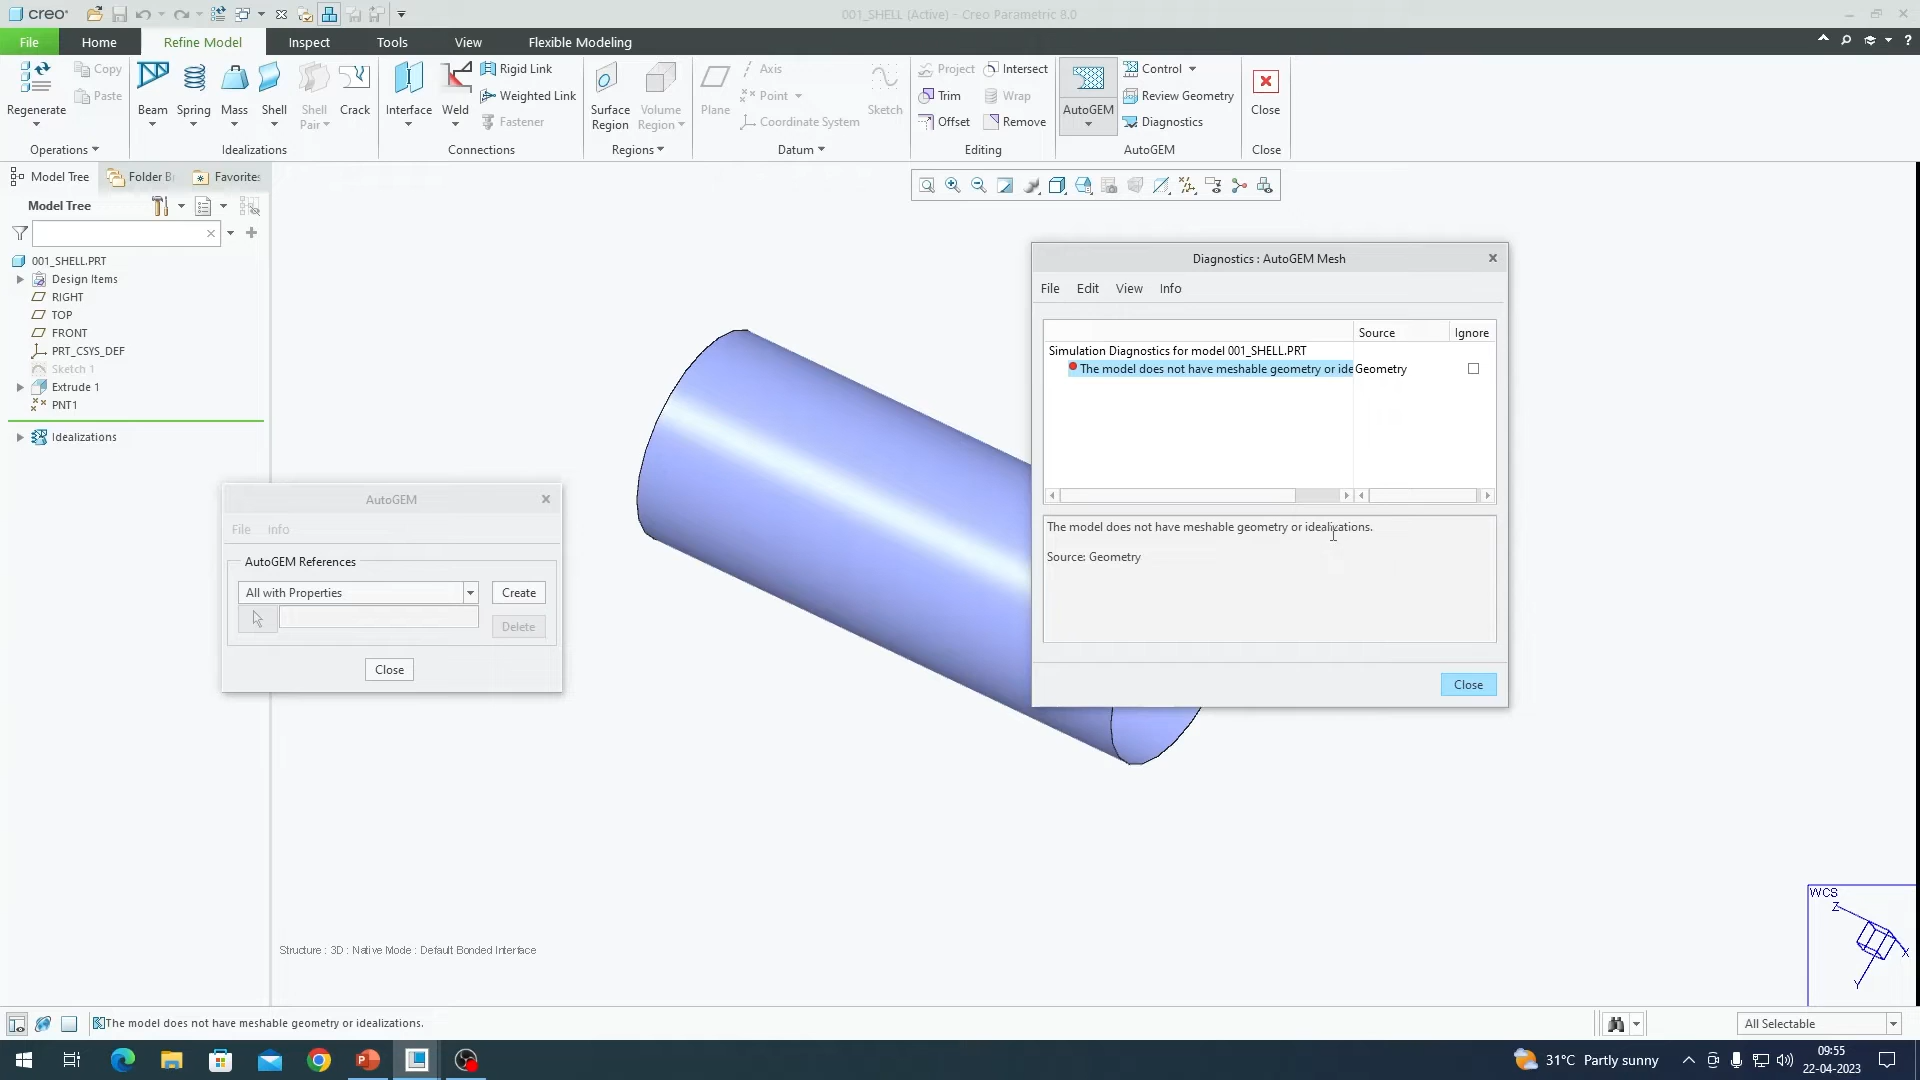 creo
001_SHELL (Active) - Creo Parametric 8.0
File
Home
Refine Model
Inspect
Tools
View
Flexible Modeling
Regenerate
Copy
Paste
Operations
Beam
Spring
Mass
Shell
Shell
Pair
Crack
Idealizations
Interface
Weld
Rigid Link
Weighted Link
Fastener
Connections
Surface
Region
Volume
Region
Regions
Plane
Axis
Point
Coordinate System
Sketch
Datum
Project
Intersect
Trim
Wrap
Offset
Remove
Editing
AutoGEM
Control
Review Geometry
Diagnostics
AutoGEM
Close
Close
Model Tree
Folder Br
Favorites
Model Tree
001_SHELL.PRT
Design Items
RIGHT
TOP
FRONT
PRT_CSYS_DEF
Sketch 1
Extrude 1
PNT1
Idealizations
AutoGEM
File
Info
AutoGEM References
All with Properties
Create
Delete
Close
Diagnostics : AutoGEM Mesh
File
Edit
View
Info
Source
Ignore
Simulation Diagnostics for model 001_SHELL.PRT
The model does not have meshable geometry or ide
Geometry
The model does not have meshable geometry or idealizations.
Source: Geometry
Close
Structure : 3D : Native Mode : Default Bonded Interface
WCS
Z
X
Y
The model does not have meshable geometry or idealizations.
All Selectable
31°C Partly sunny
09:55
22-04-2023